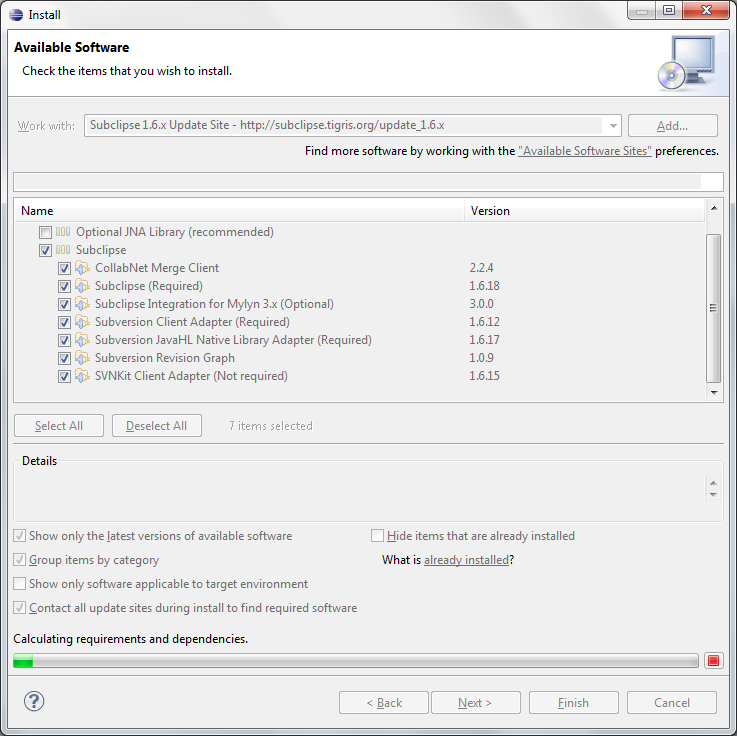 Install
Available Software
Check the items that you wish to install.
Work with: Subclipse 1.6.x Update Site - http://subclipse.tigris.org/update_1.6.x Add...
Find more software by working with the "Available Software Sites" preferences.
Name Version
Optional JNA Library (recommended)
Subclipse
CollabNet Merge Client 2.2.4
Subclipse (Required) 1.6.18
Subclipse Integration for Mylyn 3.x (Optional) 3.0.0
Subversion Client Adapter (Required) 1.6.12
Subversion JavaHL Native Library Adapter (Required) 1.6.17
Subversion Revision Graph 1.0.9
SVNKit Client Adapter (Not required) 1.6.15
Select All Deselect All 7 items selected
Details
Show only the latest versions of available software Hide items that are already installed
Group items by category What is already installed?
Show only software applicable to target environment
Contact all update sites during install to find required software
Calculating requirements and dependencies.
? < Back Next > Finish Cancel